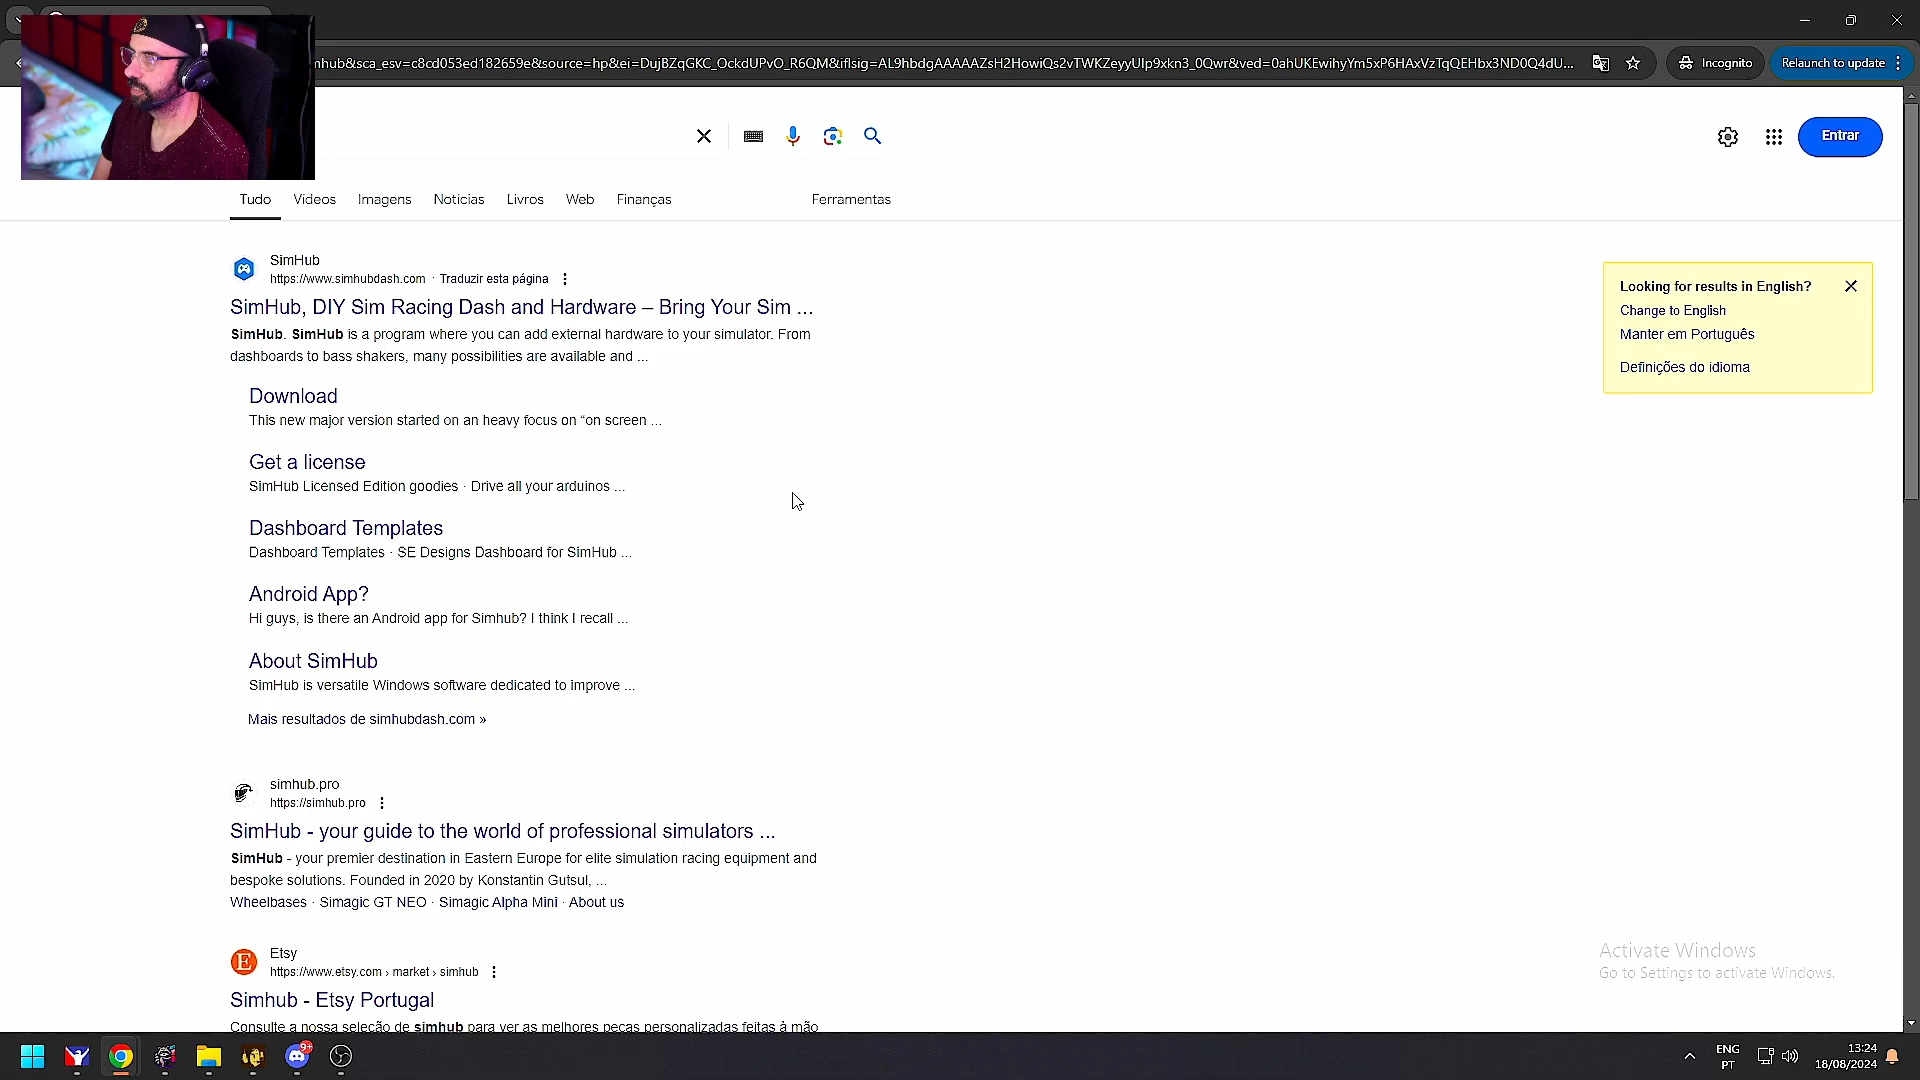 mhub&sca_esv=c8cd053ed182659e&source=hp&ei=DujBZqGKC_OckdUPvO_R6QM&iflsig=AL9hbdgAAAAAZsH2HowiQs2vTWKZeyyUlp9xkn3_0Qwr&ved=0ahUKEwihyYm5xP6HAxVzTqQEHbx3ND0Q4dU...
Incognito
Relaunch to update
Entrar
Tudo
Vídeos
Imagens
Notícias
Livros
Web
Finanças
Ferramentas
SimHub
https://www.simhubdash.com · Traduzir esta página
SimHub, DIY Sim Racing Dash and Hardware – Bring Your Sim ...
SimHub. SimHub is a program where you can add external hardware to your simulator. From
dashboards to bass shakers, many possibilities are available and ...
Download
This new major version started on an heavy focus on “on screen ...
Get a license
SimHub Licensed Edition goodies · Drive all your arduinos ...
Dashboard Templates
Dashboard Templates · SE Designs Dashboard for SimHub ...
Android App?
Hi guys, is there an Android app for Simhub? I think I recall ...
About SimHub
SimHub is versatile Windows software dedicated to improve ...
Mais resultados de simhubdash.com »
simhub.pro
https://simhub.pro
SimHub - your guide to the world of professional simulators ...
SimHub - your premier destination in Eastern Europe for elite simulation racing equipment and
bespoke solutions. Founded in 2020 by Konstantin Gutsul, ...
Wheelbases · Simagic GT NEO · Simagic Alpha Mini · About us
Etsy
https://www.etsy.com › market › simhub
Simhub - Etsy Portugal
Consulte a nossa seleção de simhub para ver as melhores peças personalizadas feitas à mão
Looking for results in English?
Change to English
Manter em Português
Definições do idioma
Activate Windows
Go to Settings to activate Windows.
9+
ENG
PT
13:24
18/08/2024